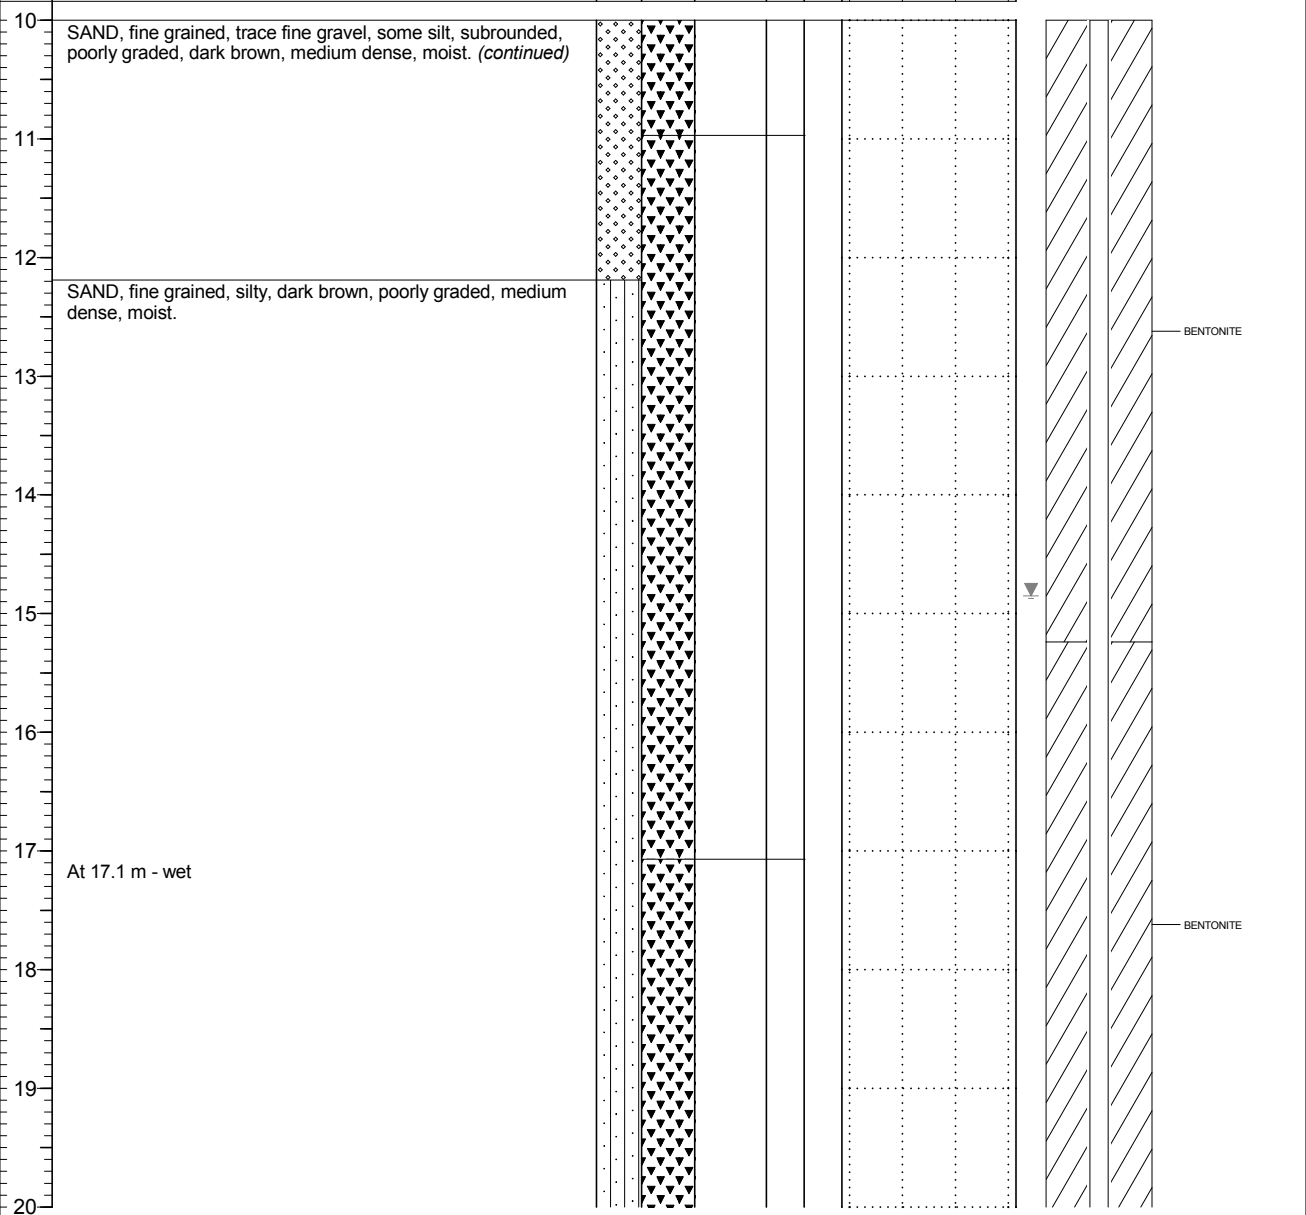 10
SAND, fine grained, trace fine gravel, some silt, subrounded,
poorly graded, dark brown, medium dense, moist. (continued)
11
12
SAND, fine grained, silty, dark brown, poorly graded, medium
dense, moist.
BENTONITE
13
14
15
16
17
At 17.1 m - wet
BENTONITE
18
19
20